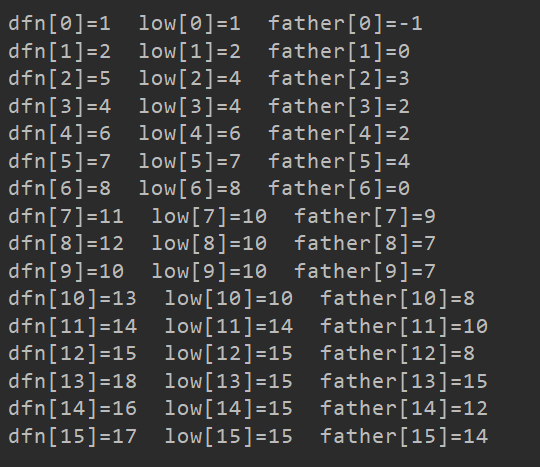 dfn[0]=1  low[0]=1  father[0]=-1
dfn[1]=2  low[1]=2  father[1]=0
dfn[2]=5  low[2]=4  father[2]=3
dfn[3]=4  low[3]=4  father[3]=2
dfn[4]=6  low[4]=6  father[4]=2
dfn[5]=7  low[5]=7  father[5]=4
dfn[6]=8  low[6]=8  father[6]=0
dfn[7]=11  low[7]=10  father[7]=9
dfn[8]=12  low[8]=10  father[8]=7
dfn[9]=10  low[9]=10  father[9]=7
dfn[10]=13  low[10]=10  father[10]=8
dfn[11]=14  low[11]=14  father[11]=10
dfn[12]=15  low[12]=15  father[12]=8
dfn[13]=18  low[13]=15  father[13]=15
dfn[14]=16  low[14]=15  father[14]=12
dfn[15]=17  low[15]=15  father[15]=14